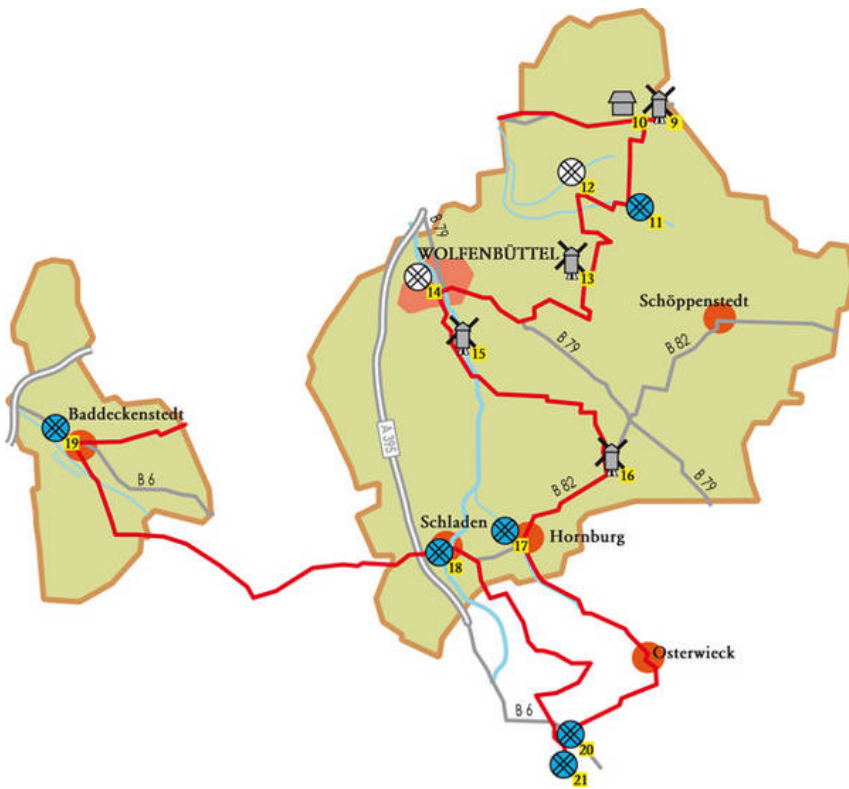 10
9
12
11
B 79
WOLFENBÜTTEL
13
14
Schöppenstedt
15
B 79
B 82
Baddeckenstedt
19
A 395
B 6
16
B 82
B 79
Schladen
17
Hornburg
18
Osterwieck
B 6
20
21